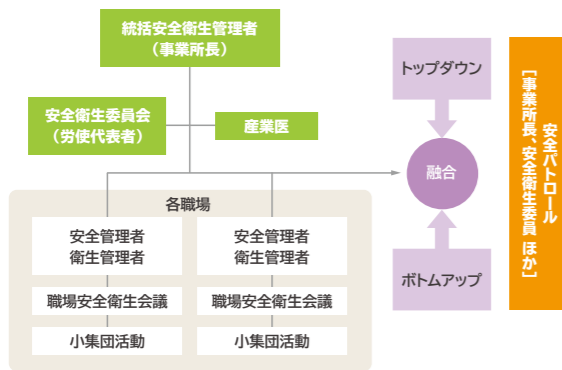 統括安全衛生管理者
（事業所長）
安全衛生委員会
（労使代表者）
産業医
各職場
安全管理者
衛生管理者
職場安全衛生会議
小集団活動
安全管理者
衛生管理者
職場安全衛生会議
小集団活動
トップダウン
融合
ボトムアップ
安全パトロール
［事業所長、安全衛生委員 ほか］